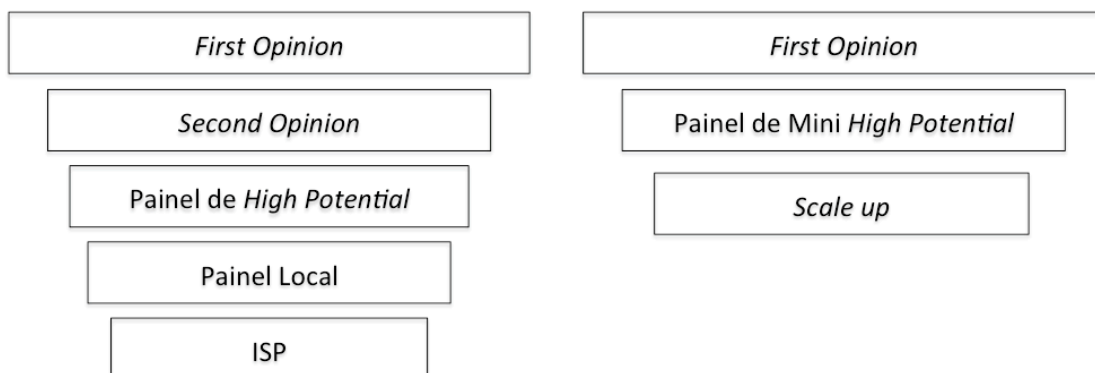 First Opinion
Second Opinion
Painel de High Potential
Painel Local
ISP
First Opinion
Painel de Mini High Potential
Scale up